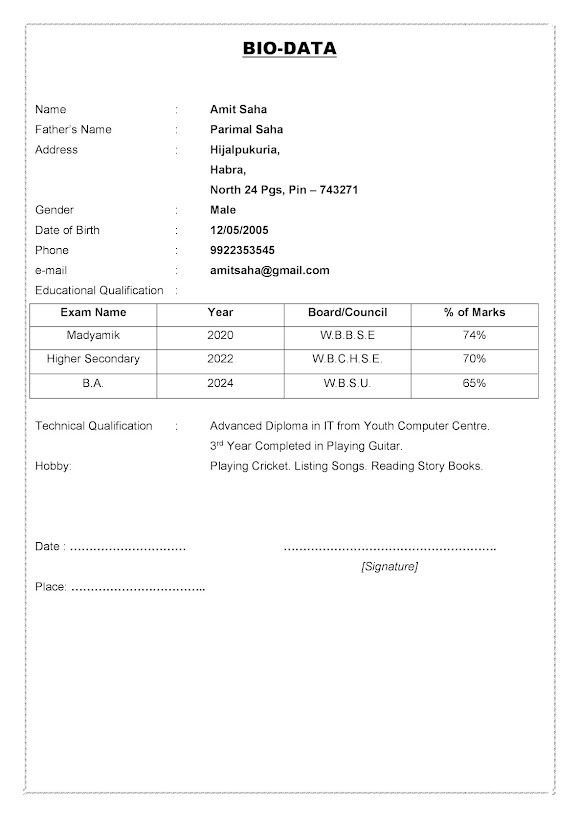 BIO-DATA
Name : Amit Saha
Father's Name : Parimal Saha
Address : Hijalpukuria,
Habra,
North 24 Pgs, Pin – 743271
Gender : Male
Date of Birth : 12/05/2005
Phone : 9922353545
e-mail : amitsaha@gmail.com
Educational Qualification :
Exam Name Year Board/Council % of Marks
Madyamik 2020 W.B.B.S.E 74%
Higher Secondary 2022 W.B.C.H.S.E. 70%
B.A. 2024 W.B.S.U. 65%
Technical Qualification : Advanced Diploma in IT from Youth Computer Centre.
3rd Year Completed in Playing Guitar.
Hobby: Playing Cricket. Listing Songs. Reading Story Books.
Date : ………………………… ……………………………………………….
[Signature]
Place: ……………………………..